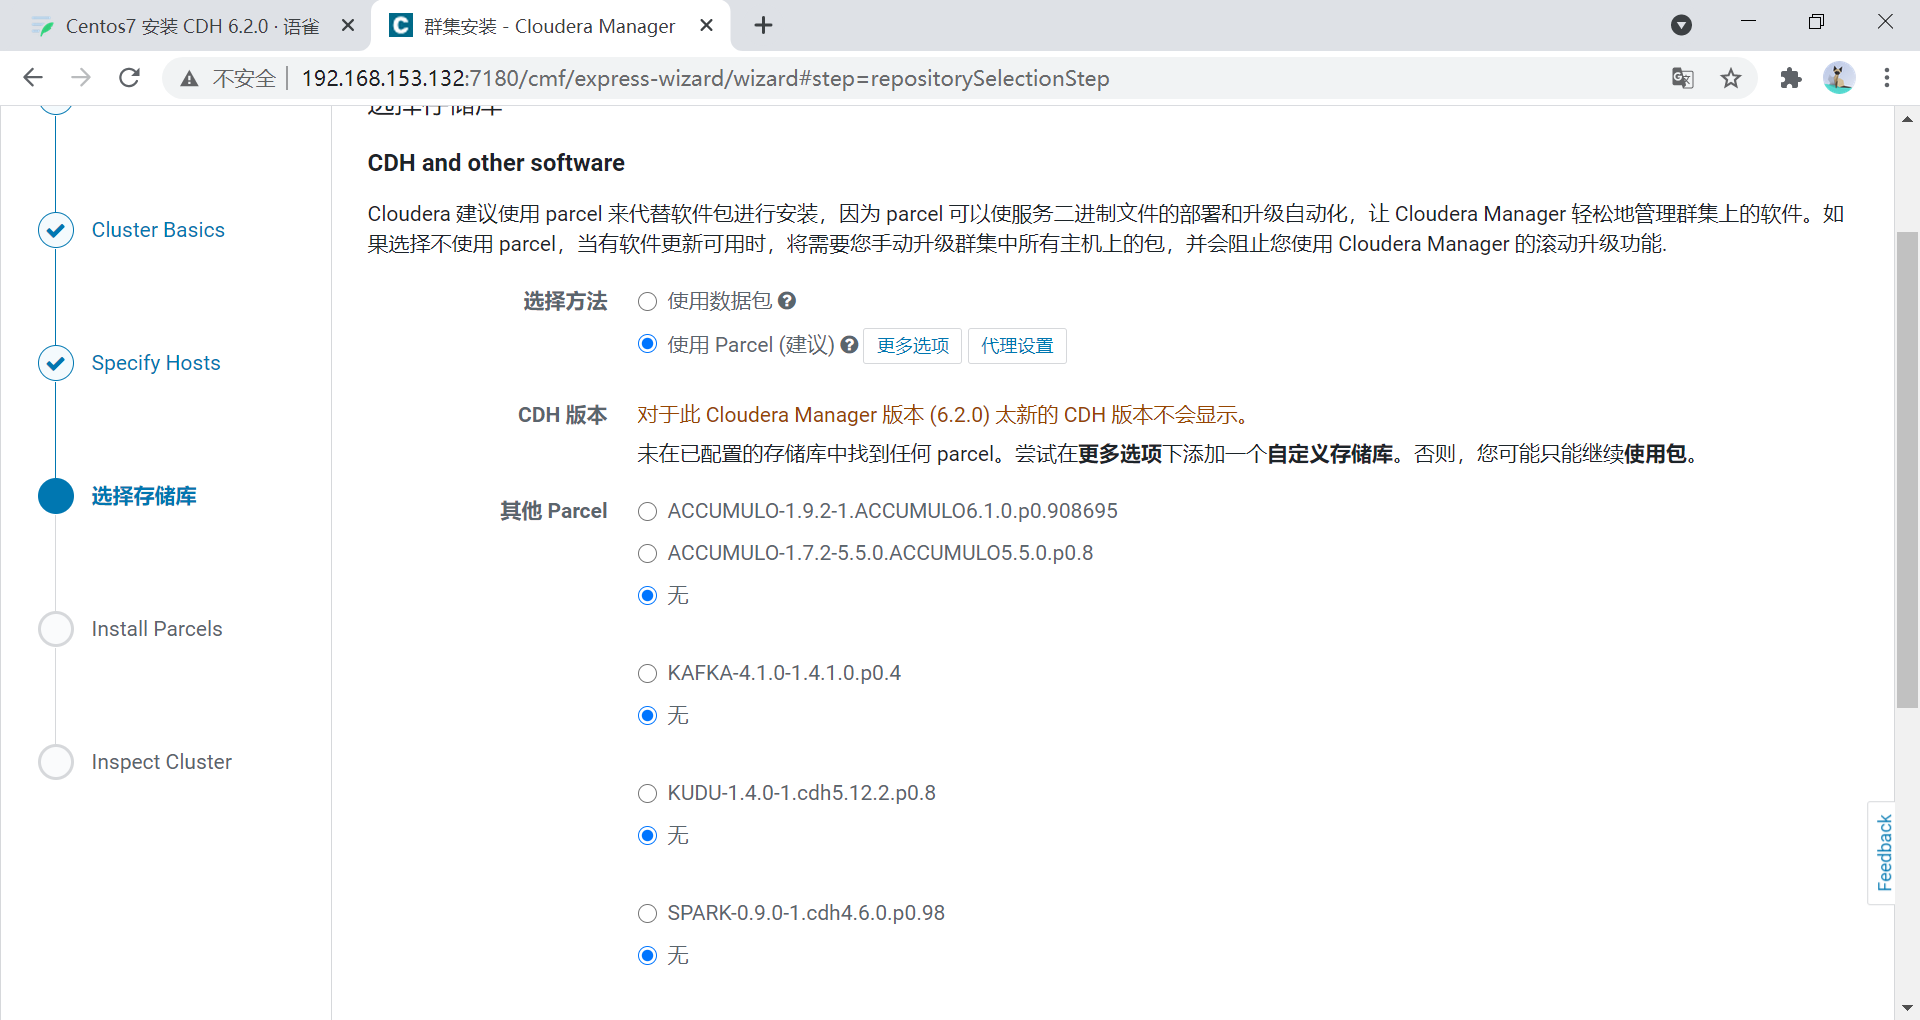 Centos7 安装 CDH 6.2.0 · 语雀
群集安装 - Cloudera Manager
不安全
192.168.153.132:7180/cmf/express-wizard/wizard#step=repositorySelectionStep
选择存储库
CDH and other software
Cloudera 建议使用 parcel 来代替软件包进行安装，因为 parcel 可以使服务二进制文件的部署和升级自动化，让 Cloudera Manager 轻松地管理群集上的软件。如
果选择不使用 parcel，当有软件更新可用时，将需要您手动升级群集中所有主机上的包，并会阻止您使用 Cloudera Manager 的滚动升级功能.
选择方法
使用数据包
使用 Parcel (建议)
更多选项
代理设置
CDH 版本
对于此 Cloudera Manager 版本 (6.2.0) 太新的 CDH 版本不会显示。
未在已配置的存储库中找到任何 parcel。尝试在更多选项下添加一个自定义存储库。否则，您可能只能继续使用包。
其他 Parcel
ACCUMULO-1.9.2-1.ACCUMULO6.1.0.p0.908695
ACCUMULO-1.7.2-5.5.0.ACCUMULO5.5.0.p0.8
无
KAFKA-4.1.0-1.4.1.0.p0.4
无
KUDU-1.4.0-1.cdh5.12.2.p0.8
无
SPARK-0.9.0-1.cdh4.6.0.p0.98
无
Cluster Basics
Specify Hosts
选择存储库
Install Parcels
Inspect Cluster
Feedback